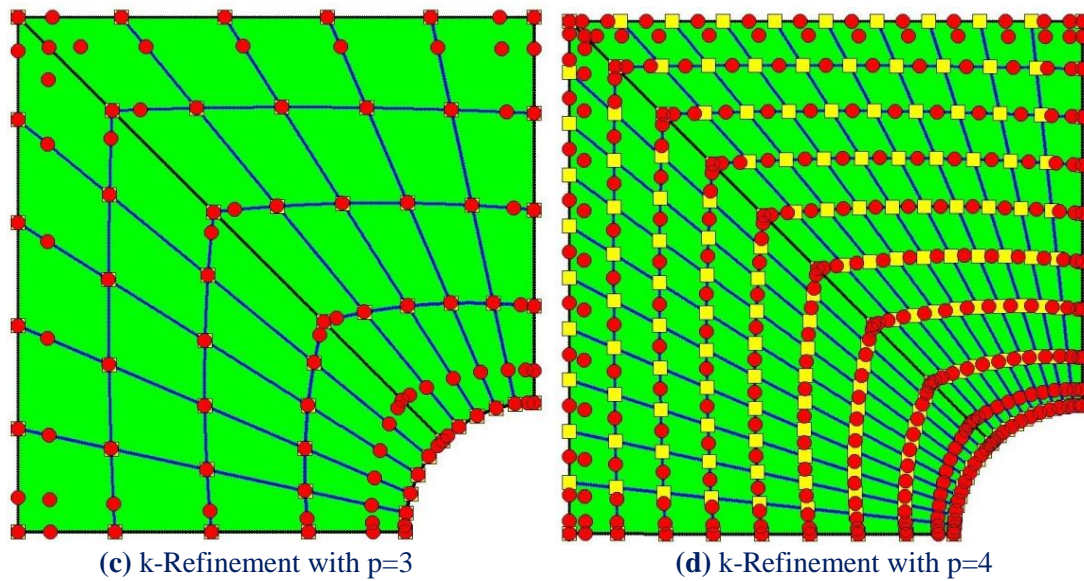 (c) k-Refinement with p=3
(d) k-Refinement with p=4